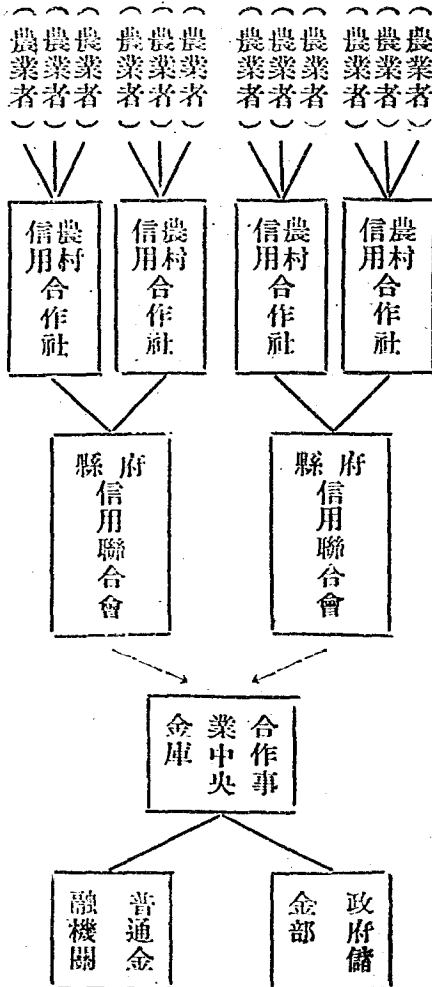 （農業者）
（農業者）
（農業者）
（農業者）
（農業者）
（農業者）
（農業者）
（農業者）
（農業者）
（農業者）
（農業者）
（農業者）
農村信用合作社
農村信用合作社
農村信用合作社
農村信用合作社
府縣信用聯合會
府縣信用聯合會
合作事
業中央
金庫
政府儲
金部
普通金
融機關